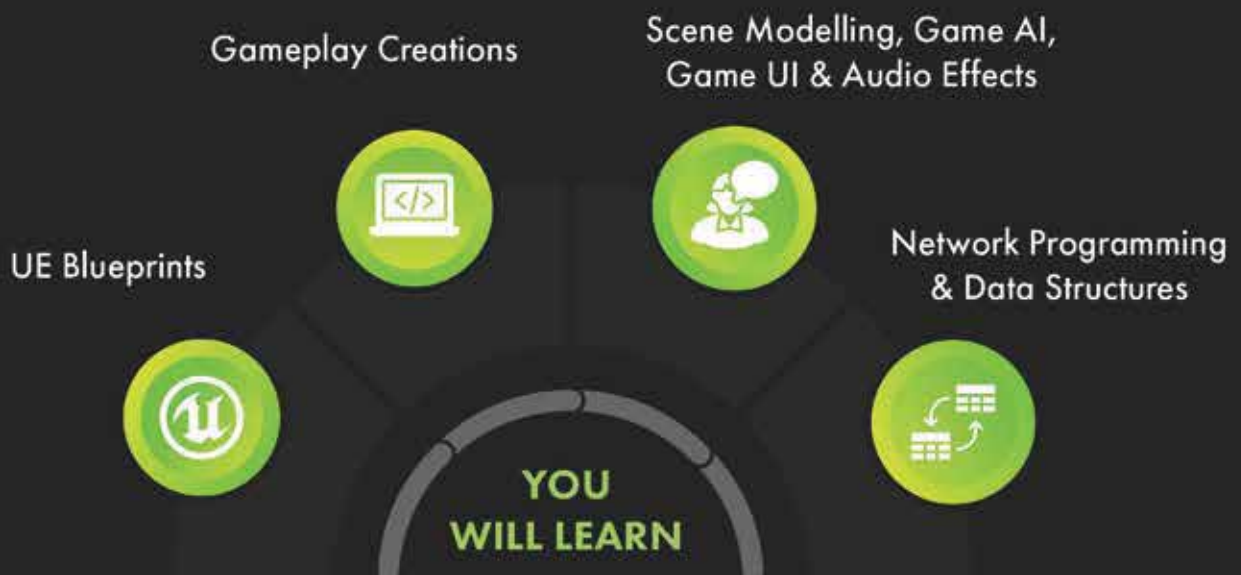 Gameplay Creations
Scene Modelling, Game AI,
Game UI & Audio Effects
UE Blueprints
Network Programming
& Data Structures
</>
YOU
WILL LEARN